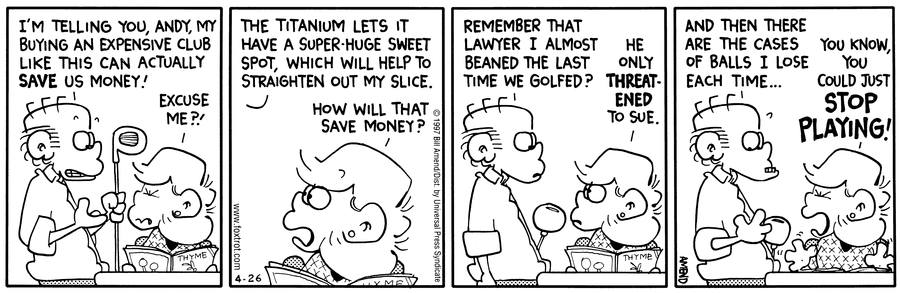 I'M TELLING YOU, ANDY, MY
BUYING AN EXPENSIVE CLUB
LIKE THIS CAN ACTUALLY
SAVE US MONEY!
EXCUSE
ME?!
THYME
THE TITANIUM LETS IT
HAVE A SUPER-HUGE SWEET
SPOT, WHICH WILL HELP TO
STRAIGHTEN OUT MY SLICE.
HOW WILL THAT
SAVE MONEY?
www.foxtrot.com
4-26
YME
© 1997 Bill Amend/Dist. by Universal Press Syndicate
REMEMBER THAT
LAWYER I ALMOST
BEANED THE LAST
TIME WE GOLFED?
HE
ONLY
THREAT-
ENED
TO SUE.
THYME
AND THEN THERE
ARE THE CASES
OF BALLS I LOSE
EACH TIME...
YOU KNOW,
YOU
COULD JUST
STOP
PLAYING!
AMEND